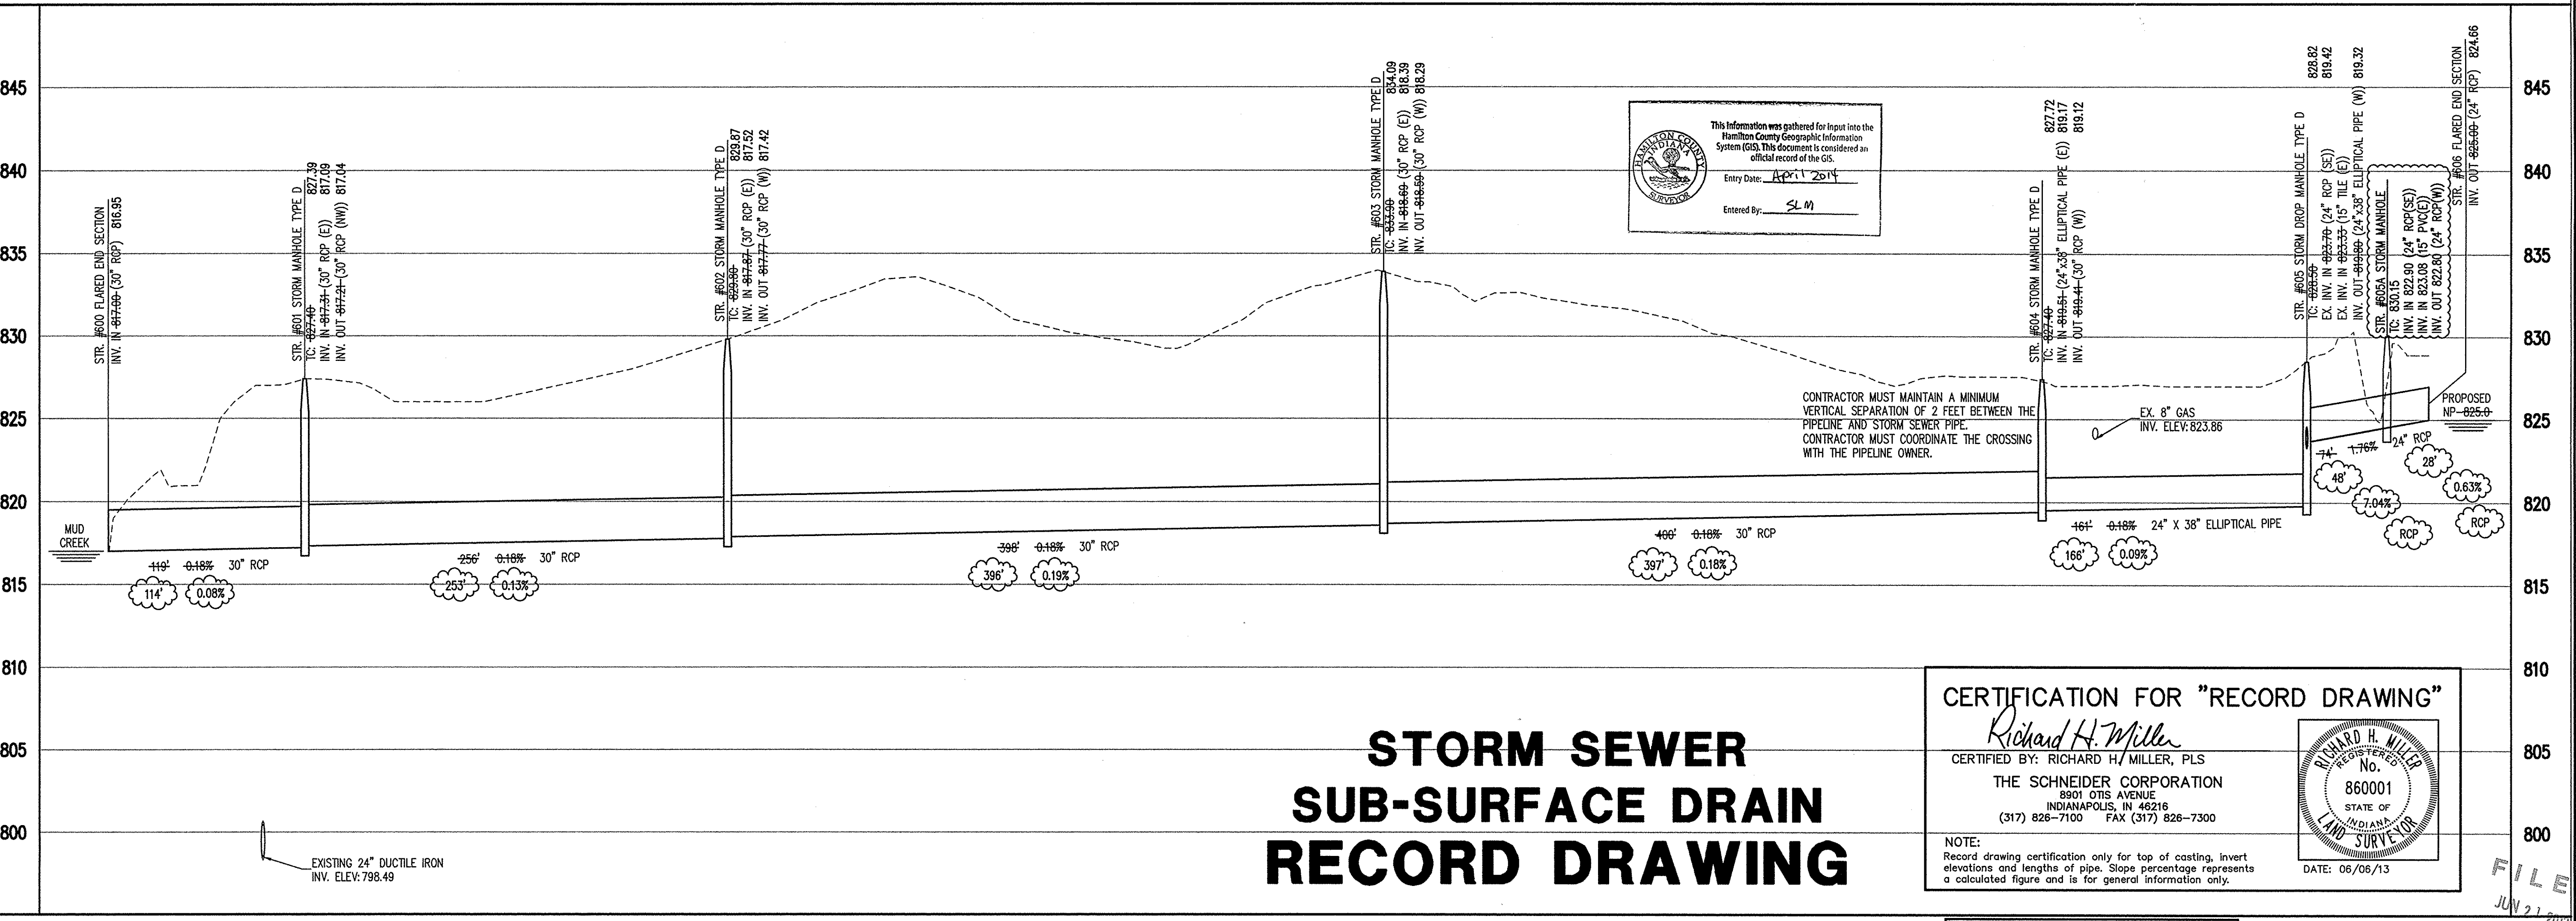 845
840
835
830
825
820
815
810
805
800
STR. #600 FLARED END SECTION
INV. IN 817.00 (30" RCP) 816.95
STR. #601 STORM MANHOLE TYPE D
TC: 827.40 827.39
INV. IN 817.31 (30" RCP (E)) 817.09
INV. OUT 817.21 (30" RCP (NW)) 817.04
STR. #602 STORM MANHOLE TYPE D
TC: 829.80 829.87
INV. IN 817.87 (30" RCP (E)) 817.52
INV. OUT 817.77 (30" RCP (W)) 817.42
STR. #603 STORM MANHOLE TYPE D
TC: 833.90 834.09
INV. IN 818.69 (30" RCP (E)) 818.39
INV. OUT 818.59 (30" RCP (W)) 818.29
HAMILTON COUNTY
INDIANA
SURVEYOR
This information was gathered for input into the
Hamilton County Geographic Information
System (GIS). This document is considered an
official record of the GIS.
Entry Date: April 2014
Entered By: SLM
STR. #604 STORM MANHOLE TYPE D
TC: 827.40 827.72
INV. IN 819.51 (24"x38" ELLIPTICAL PIPE (E)) 819.17
INV. OUT 819.41 (30" RCP (W)) 819.12
STR. #605 STORM DROP MANHOLE TYPE D
TC: 828.50 828.82
EX. INV. IN 823.70 (24" RCP (SE)) 819.42
EX. INV. IN 823.33 (15" TILE (E))
INV. OUT 819.80 (24"x38" ELLIPTICAL PIPE (W)) 819.32
STR. #605A STORM MANHOLE
TC: 830.15
INV. IN 822.90 (24" RCP(SE))
INV. IN 823.08 (15" PVC(E))
INV. OUT 822.80 (24" RCP(W))
STR. #606 FLARED END SECTION
INV. OUT 825.00 (24" RCP) 824.66
845
840
835
830
825
820
815
810
805
800
CONTRACTOR MUST MAINTAIN A MINIMUM
VERTICAL SEPARATION OF 2 FEET BETWEEN THE
PIPELINE AND STORM SEWER PIPE.
CONTRACTOR MUST COORDINATE THE CROSSING
WITH THE PIPELINE OWNER.
EX. 8" GAS
INV. ELEV: 823.86
PROPOSED
NP 825.0
74' 1.76% 24" RCP
48'
7.04%
RCP
28'
0.63%
RCP
MUD
CREEK
119' 0.18% 30" RCP
114' 0.08%
256' 0.18% 30" RCP
253' 0.13%
398' 0.18% 30" RCP
396' 0.19%
400' 0.18% 30" RCP
397' 0.18%
161' 0.18% 24" X 38" ELLIPTICAL PIPE
166' 0.09%
EXISTING 24" DUCTILE IRON
INV. ELEV: 798.49
STORM SEWER
SUB-SURFACE DRAIN
RECORD DRAWING
CERTIFICATION FOR "RECORD DRAWING"
Richard H. Miller
CERTIFIED BY: RICHARD H. MILLER, PLS
THE SCHNEIDER CORPORATION
8901 OTIS AVENUE
INDIANAPOLIS, IN 46216
(317) 826-7100 FAX (317) 826-7300
NOTE:
Record drawing certification only for top of casting, invert
elevations and lengths of pipe. Slope percentage represents
a calculated figure and is for general information only.
RICHARD H. MILLER
REGISTERED
No.
860001
STATE OF
INDIANA
LAND SURVEYOR
DATE: 06/06/13
FILE
JUN 21